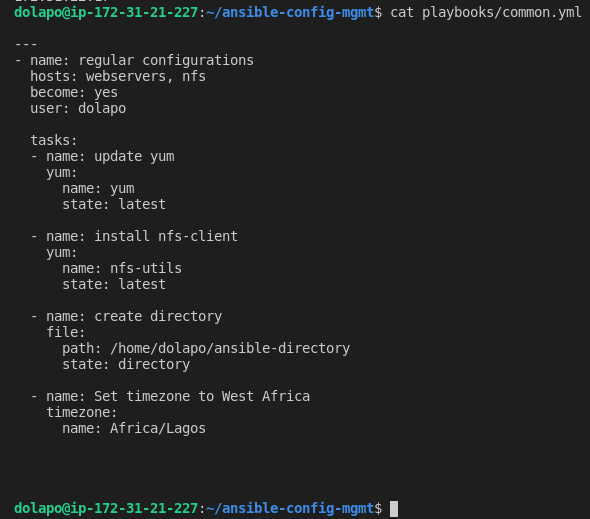 dolapo@ip-172-31-21-227:~/ansible-config-mgmt$ cat playbooks/common.yml
---
- name: regular configurations
  hosts: webservers, nfs
  become: yes
  user: dolapo
  tasks:
  - name: update yum
    yum:
      name: yum
      state: latest
  - name: install nfs-client
    yum:
      name: nfs-utils
      state: latest
  - name: create directory
    file:
      path: /home/dolapo/ansible-directory
      state: directory
  - name: Set timezone to West Africa
    timezone:
      name: Africa/Lagos
dolapo@ip-172-31-21-227:~/ansible-config-mgmt$